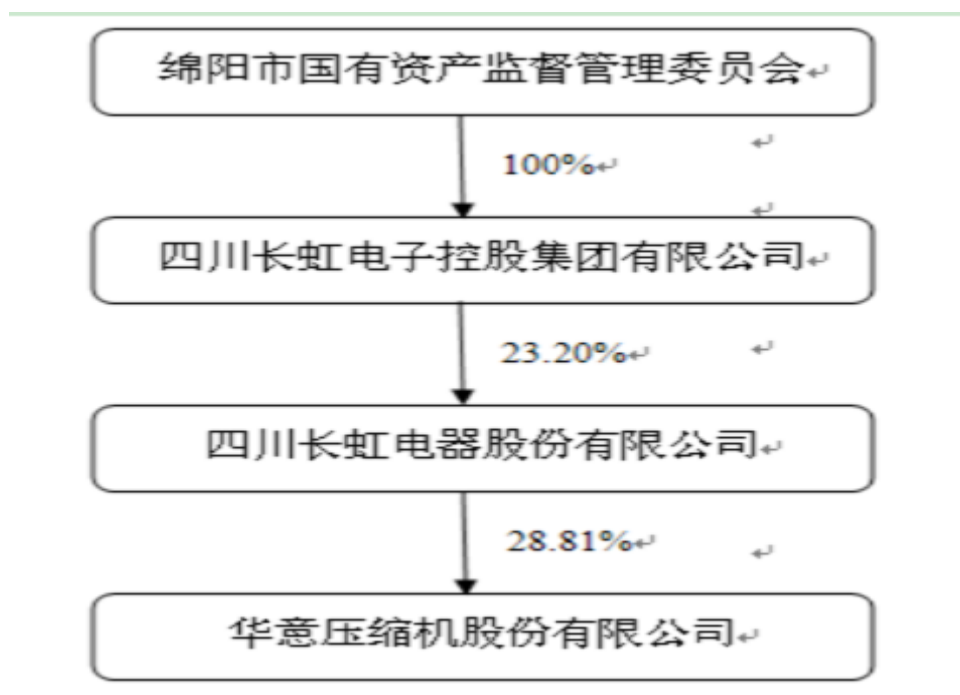 绵阳市国有资产监督管理委员会
100%
四川长虹电子控股集团有限公司
23.20%
四川长虹电器股份有限公司
28.81%
华意压缩机股份有限公司